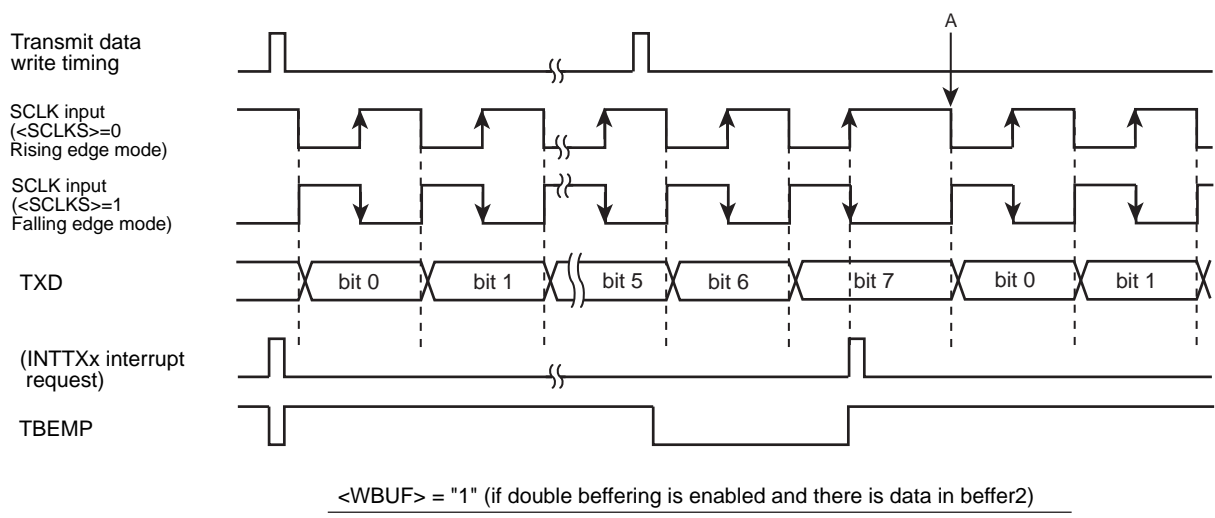 A
Transmit data
write timing
SCLK input
(<SCLKS>=0
Rising edge mode)
SCLK input
(<SCLKS>=1
Falling edge mode)
TXD
bit 0
bit 1
bit 5
bit 6
bit 7
bit 0
bit 1
(INTTXx interrupt
request)
TBEMP
<WBUF> = "1" (if double beffering is enabled and there is data in beffer2)